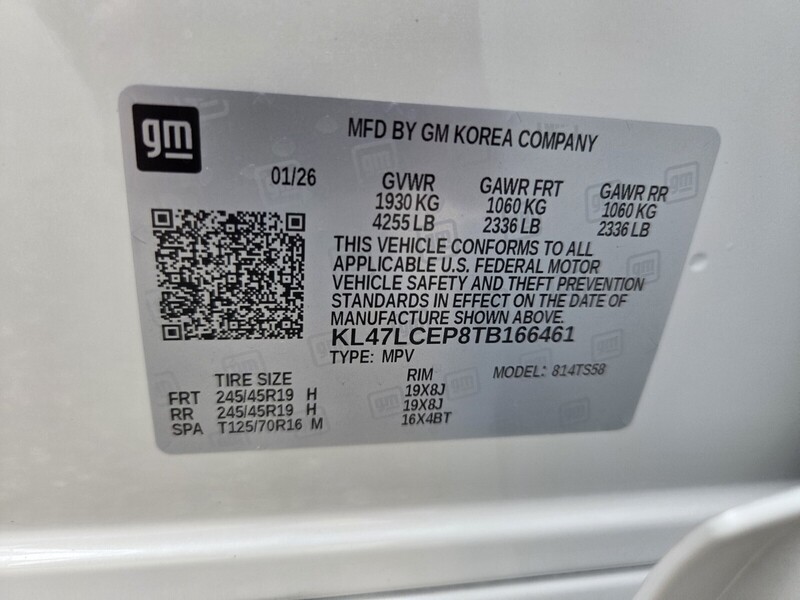 gm
MFD BY GM KOREA COMPANY
01/26
GVWR GAWR FRT GAWR RR
1930 KG 1060 KG 1060 KG
4255 LB 2336 LB 2336 LB
THIS VEHICLE CONFORMS TO ALL
APPLICABLE U.S. FEDERAL MOTOR
VEHICLE SAFETY AND THEFT PREVENTION
STANDARDS IN EFFECT ON THE DATE OF
MANUFACTURE SHOWN ABOVE.
KL47LCEP8TB166461
TYPE: MPV
MODEL: 814TS58
TIRE SIZE RIM
FRT 245/45R19 H 19X8J
RR 245/45R19 H 19X8J
SPA T125/70R16 M 16X4BT